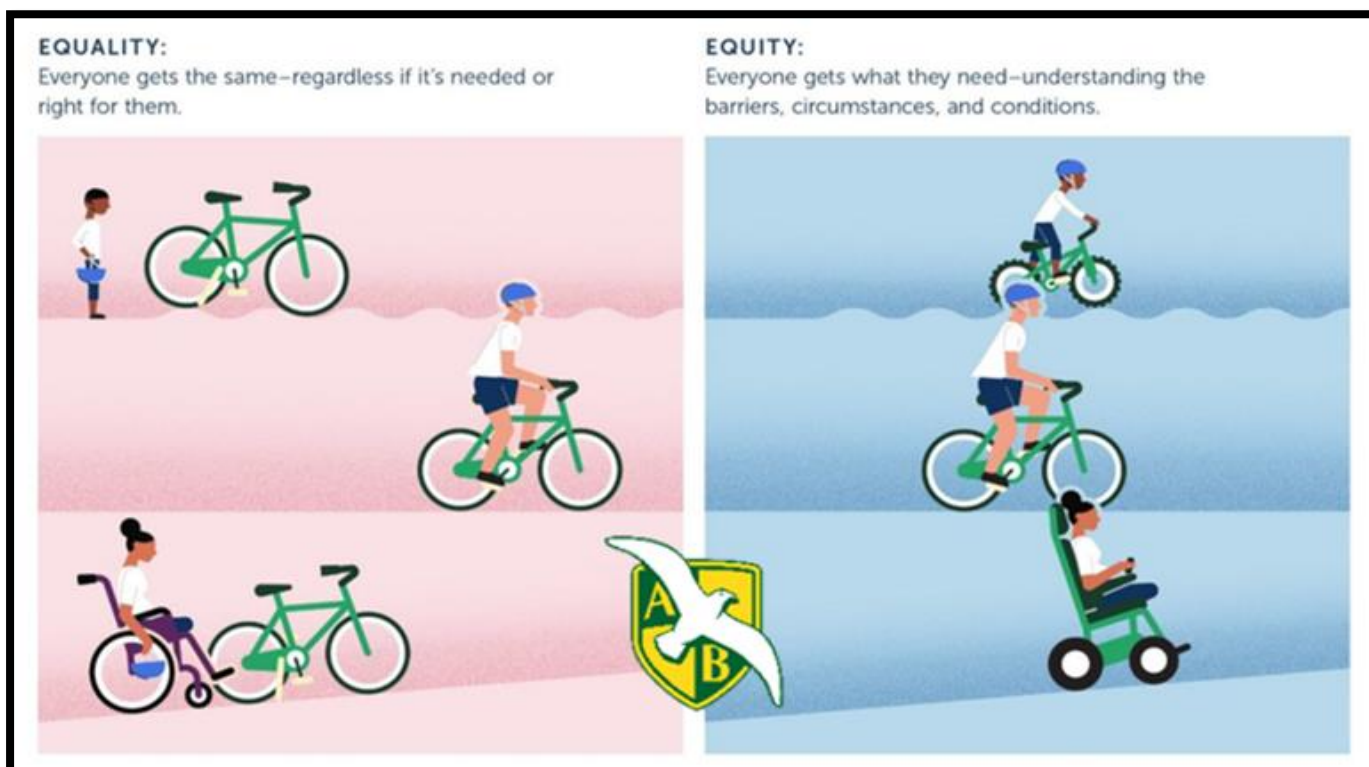 EQUALITY:
Everyone gets the same–regardless if it's needed or
right for them.
EQUITY:
Everyone gets what they need–understanding the
barriers, circumstances, and conditions.
A
B